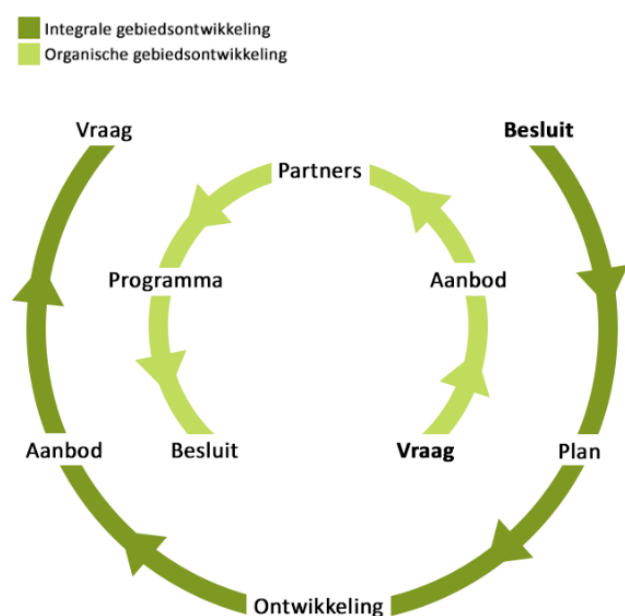 Integrale gebiedsontwikkeling
Organische gebiedsontwikkeling
Vraag
Besluit
Partners
Programma
Aanbod
Aanbod
Besluit
Vraag
Plan
Ontwikkeling